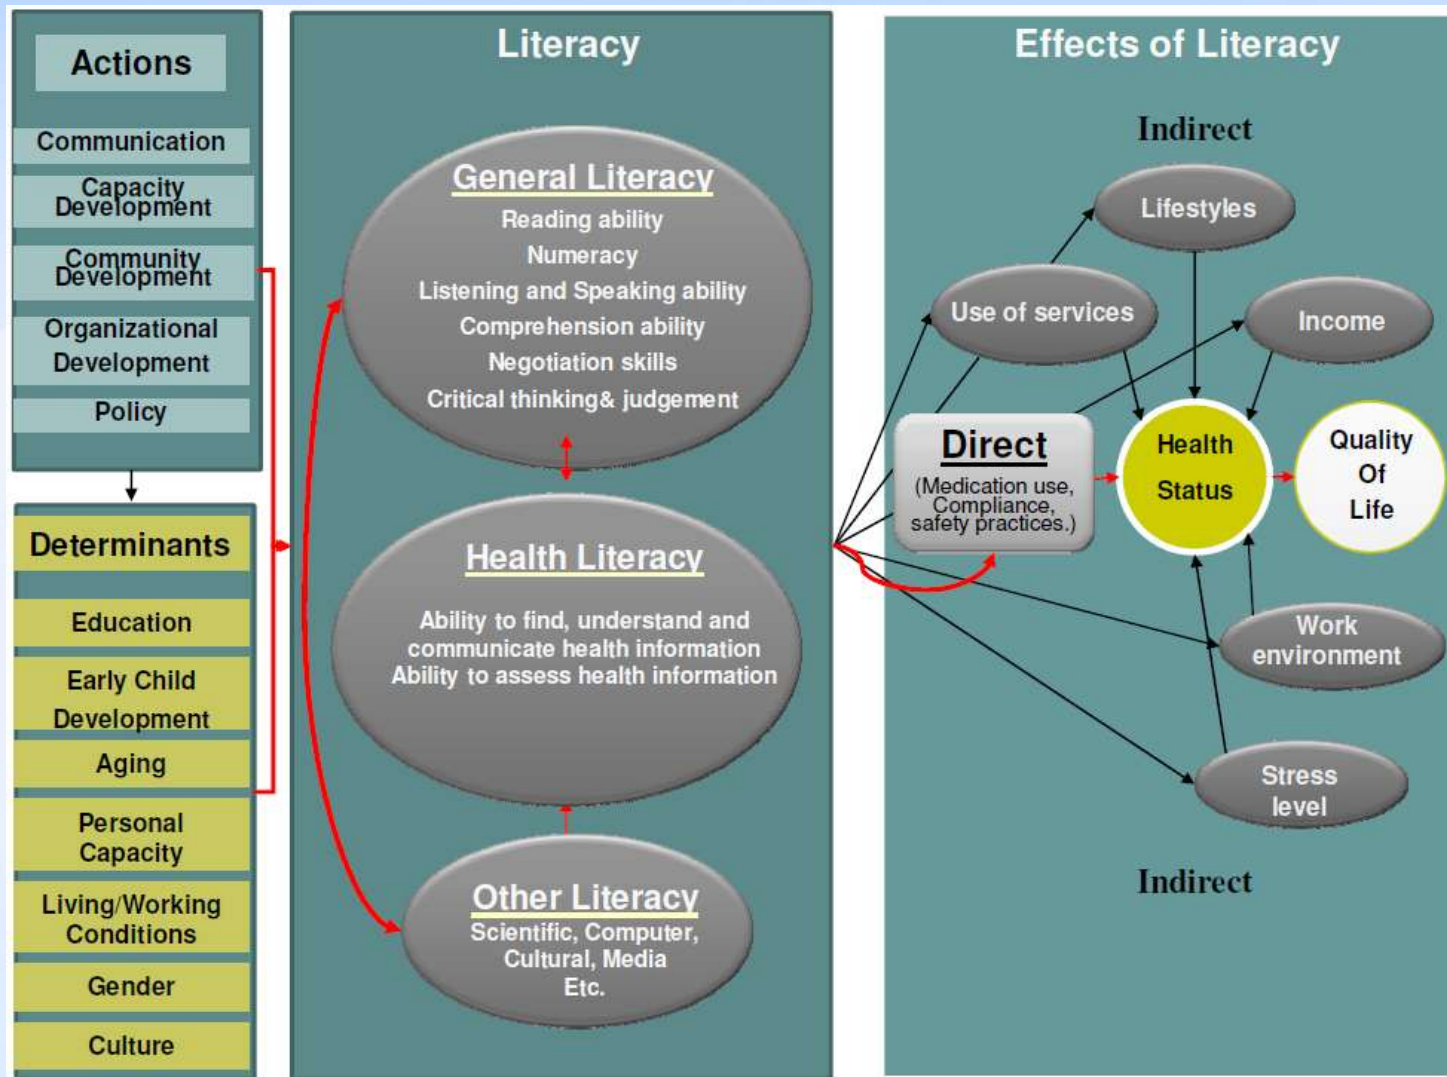 Actions
Communication
Capacity
Development
Community
Development
Organizational
Development
Policy
Determinants
Education
Early Child
Development
Aging
Personal
Capacity
Living/Working
Conditions
Gender
Culture
Literacy
General Literacy
Reading ability
Numeracy
Listening and Speaking ability
Comprehension ability
Negotiation skills
Critical thinking& judgement
Health Literacy
Ability to find, understand and
communicate health information
Ability to assess health information
Other Literacy
Scientific, Computer,
Cultural, Media
Etc.
Effects of Literacy
Indirect
Lifestyles
Use of services
Income
Direct
(Medication use,
Compliance,
safety practices.)
Health
Status
Quality
Of
Life
Work
environment
Stress
level
Indirect